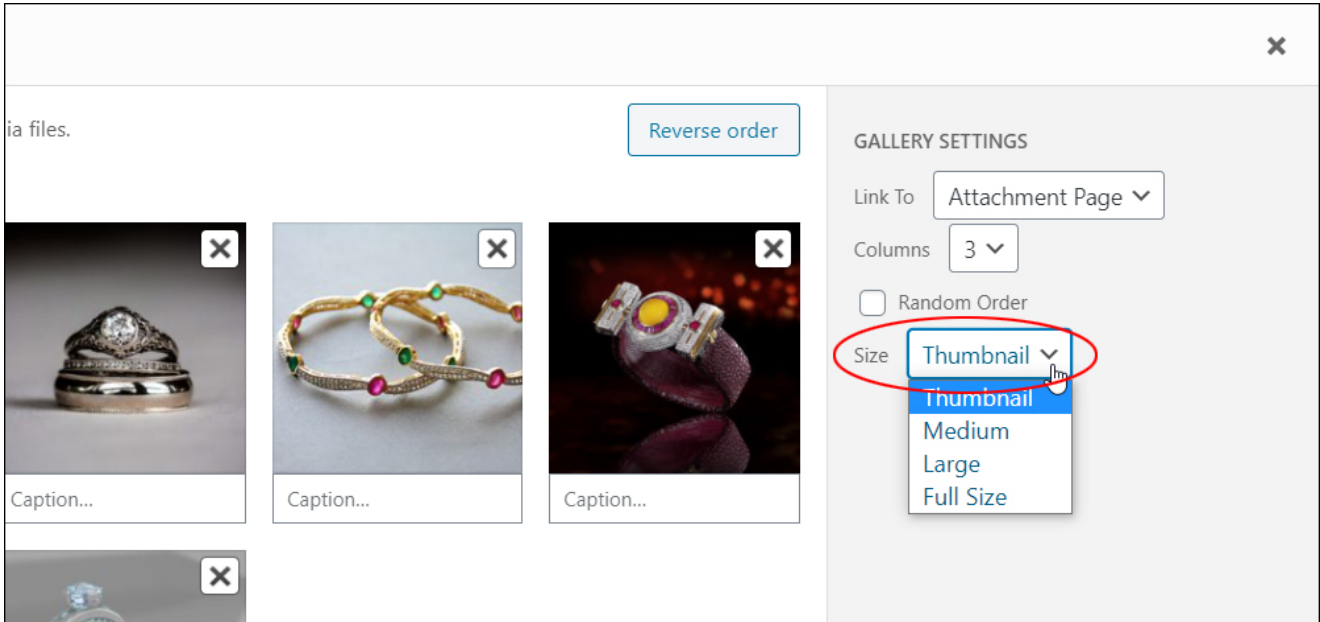 ia files.
Reverse order
Caption...
Caption...
Caption...
GALLERY SETTINGS
Link To Attachment Page
Columns 3
Random Order
Size Thumbnail
Thumbnail
Medium
Large
Full Size